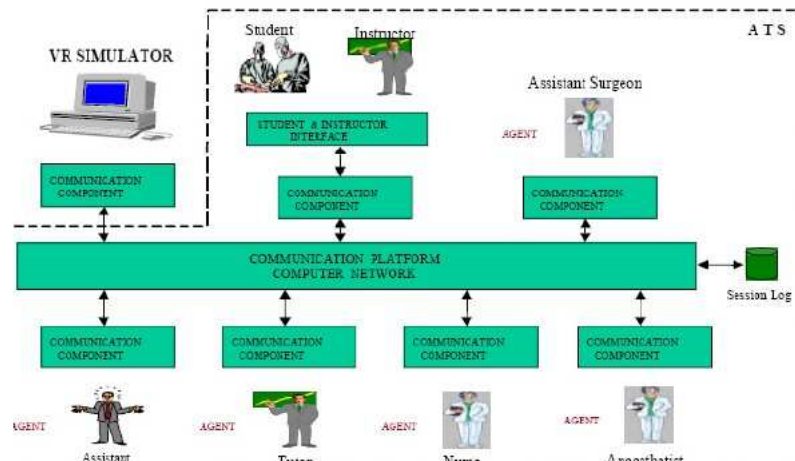 Student
Instructor
A T S
VR SIMULATOR
Assistant Surgeon
STUDENT & INSTRUCTOR
INTERFACE
AGENT
COMMUNICATION
COMPONENT
COMMUNICATION
COMPONENT
COMMUNICATION
COMPONENT
COMMUNICATION PLATFORM
COMPUTER NETWORK
Session Log
COMMUNICATION
COMPONENT
COMMUNICATION
COMPONENT
COMMUNICATION
COMPONENT
COMMUNICATION
COMPONENT
AGENT
AGENT
AGENT
AGENT
Assistant
Tutor
Nurse
Anaesthetist